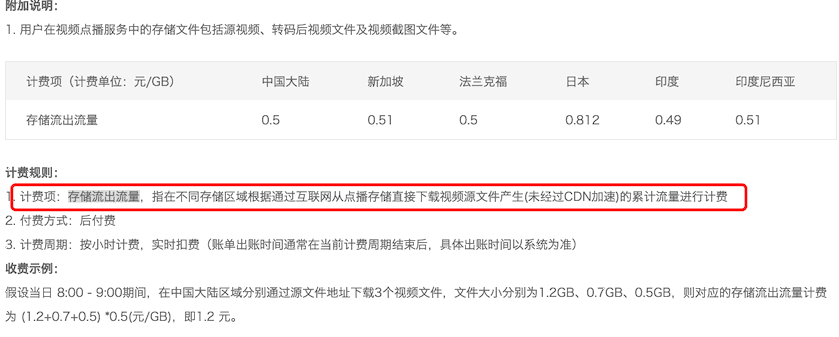 附加说明：
1. 用户在视频点播服务中的存储文件包括源视频、转码后视频文件及视频截图文件等。
计费项（计费单位：元/GB） 中国大陆 新加坡 法兰克福 日本 印度 印度尼西亚
存储流出流量 0.5 0.51 0.5 0.812 0.49 0.51
计费规则：
1. 计费项：存储流出流量，指在不同存储区域根据通过互联网从点播存储直接下载视频源文件产生(未经过CDN加速)的累计流量进行计费
2. 付费方式：后付费
3. 计费周期：按小时计费，实时扣费（账单出账时间通常在当前计费周期结束后，具体出账时间以系统为准）
收费示例：
假设当日 8:00 - 9:00期间，在中国大陆区域分别通过源文件地址下载3个视频文件，文件大小分别为1.2GB、0.7GB、0.5GB，则对应的存储流出流量计费
为 (1.2+0.7+0.5) *0.5(元/GB)，即1.2 元。